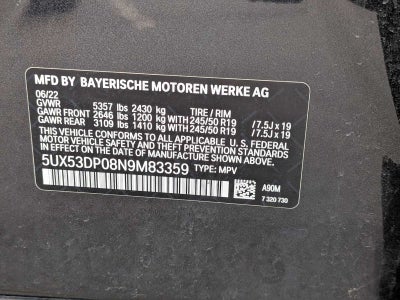 MFD BY BAYERISCHE MOTOREN WERKE AG
06/22
GVWR 5357 lbs 2430 kg TIRE / RIM
GAWR FRONT 2646 lbs 1200 kg WITH 245/50 R19 / 7.5J x 19
GAWR REAR 3109 lbs 1410 kg WITH 245/50 R19 / 7.5J x 19
THIS VEHICLE CONFORMS TO ALL APPLICABLE U. S. FEDERAL
MOTOR VEHICLE SAFETY AND THEFT PREVENTION STANDARDS
IN EFFECT ON THE DATE OF MANUFACTURE SHOWN ABOVE.
5UX53DP08N9M83359 TYPE: MPV
A90M
7 320 730